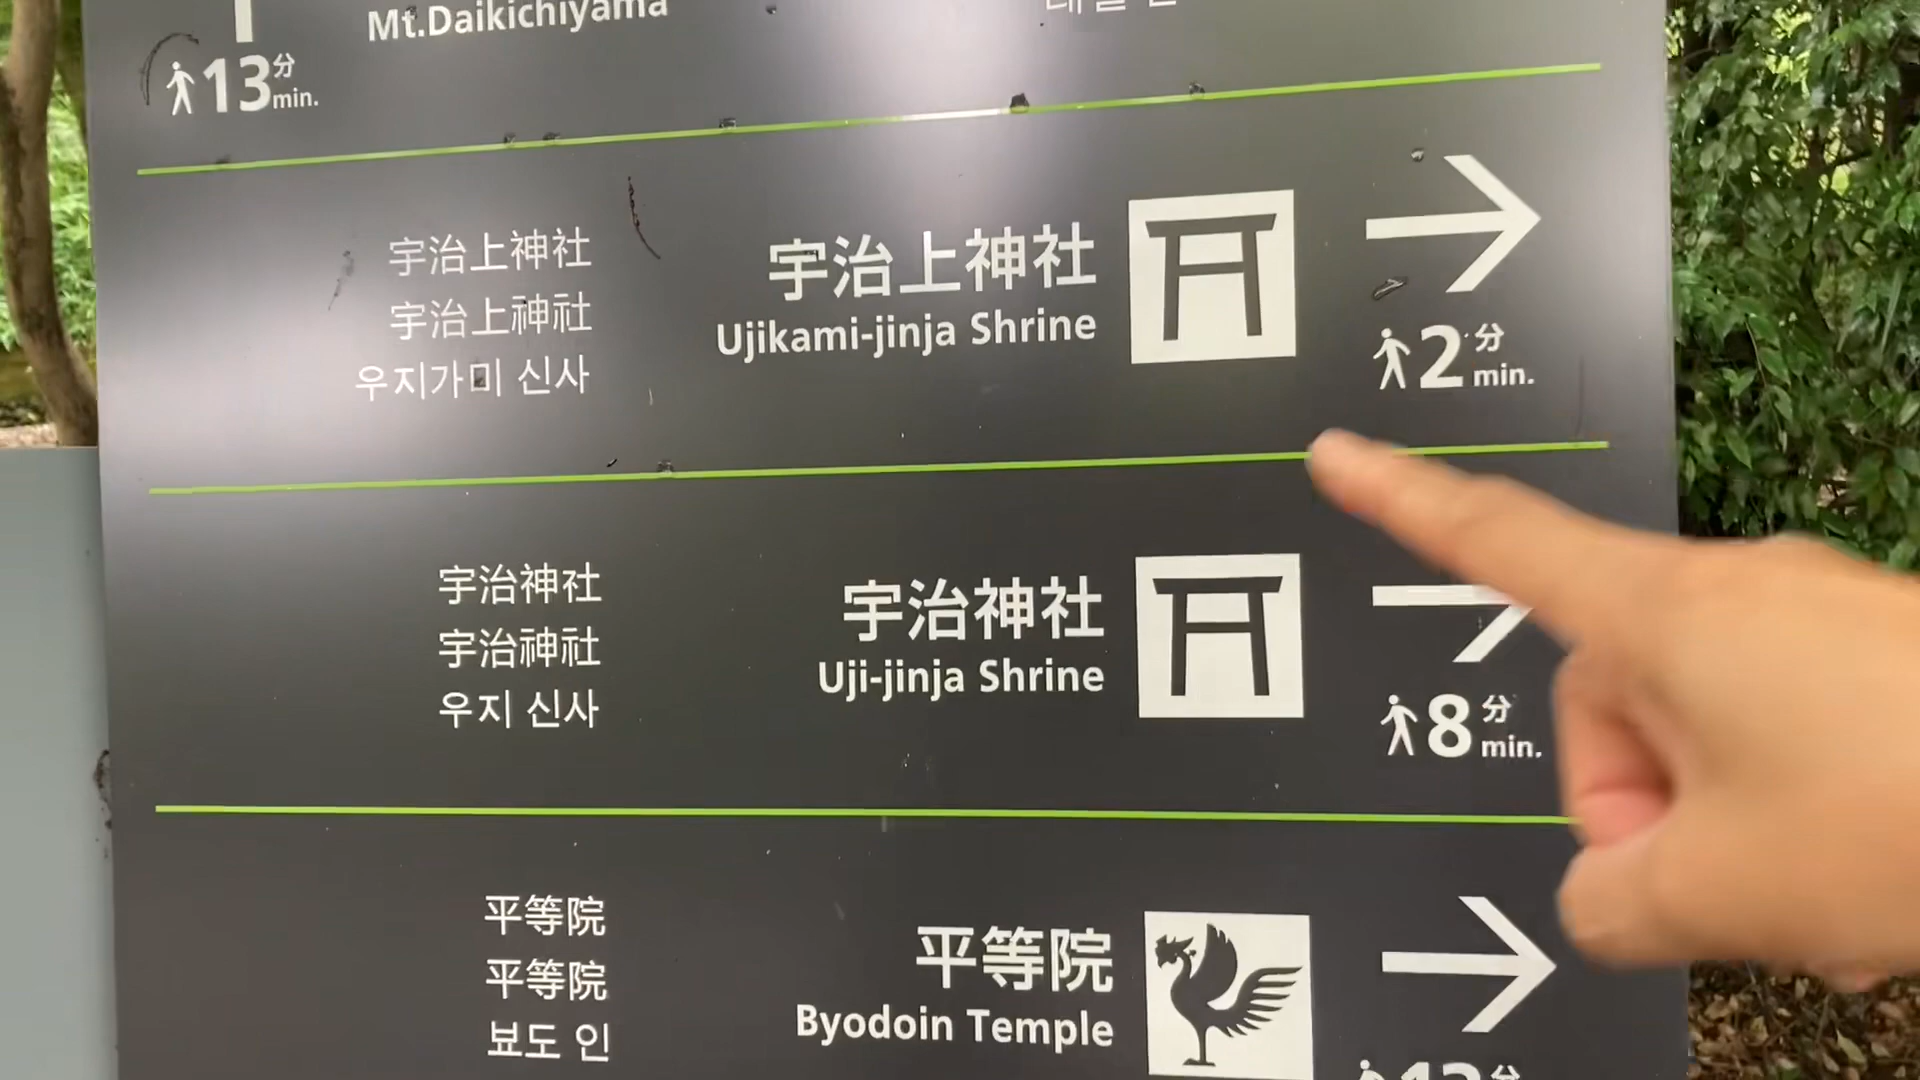 Mt.Daikichiyama
13分
min.
宇治上神社
宇治上神社
우지가미 신사
宇治上神社
Ujikami-jinja Shrine
2分
min.
宇治神社
宇治神社
우지 신사
宇治神社
Uji-jinja Shrine
8分
min.
平等院
平等院
뵤도 인
平等院
Byodoin Temple
分